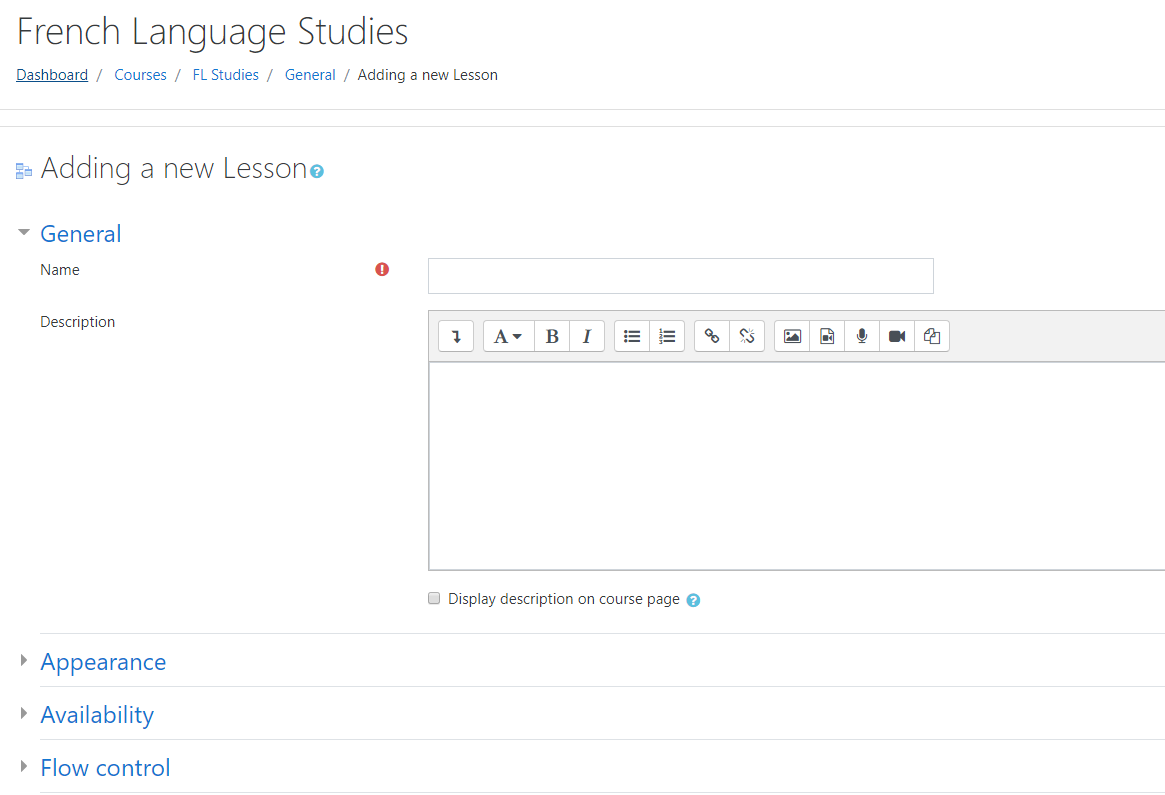 French Language Studies
Dashboard / Courses / FL Studies / General / Adding a new Lesson
Adding a new Lesson
General
Name
Description
A B I
Display description on course page
Appearance
Availability
Flow control